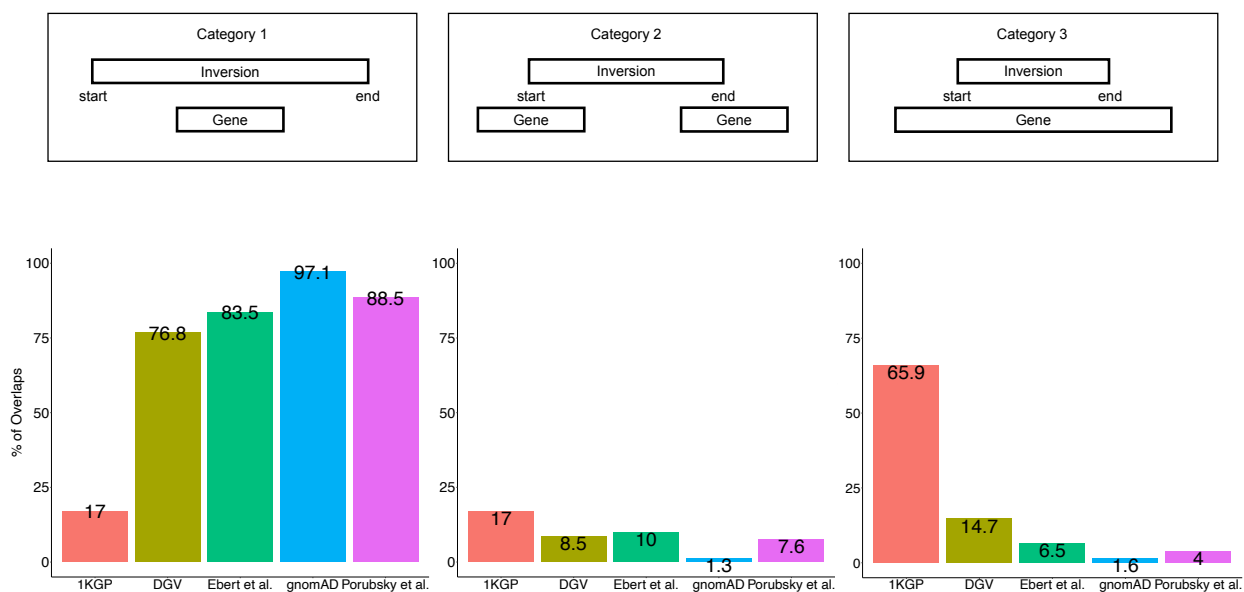 Category 1
Inversion
start end
Gene
Category 2
Inversion
start end
Gene Gene
Category 3
Inversion
start end
Gene
% of Overlaps
100
75
50
25
0
17
76.8
83.5
97.1
88.5
1KGP DGV Ebert et al. gnomAD Porubsky et al.
100
75
50
25
0
17
8.5
10
1.3
7.6
1KGP DGV Ebert et al. gnomAD Porubsky et al.
100
75
50
25
0
65.9
14.7
6.5
1.6
4
1KGP DGV Ebert et al. gnomAD Porubsky et al.